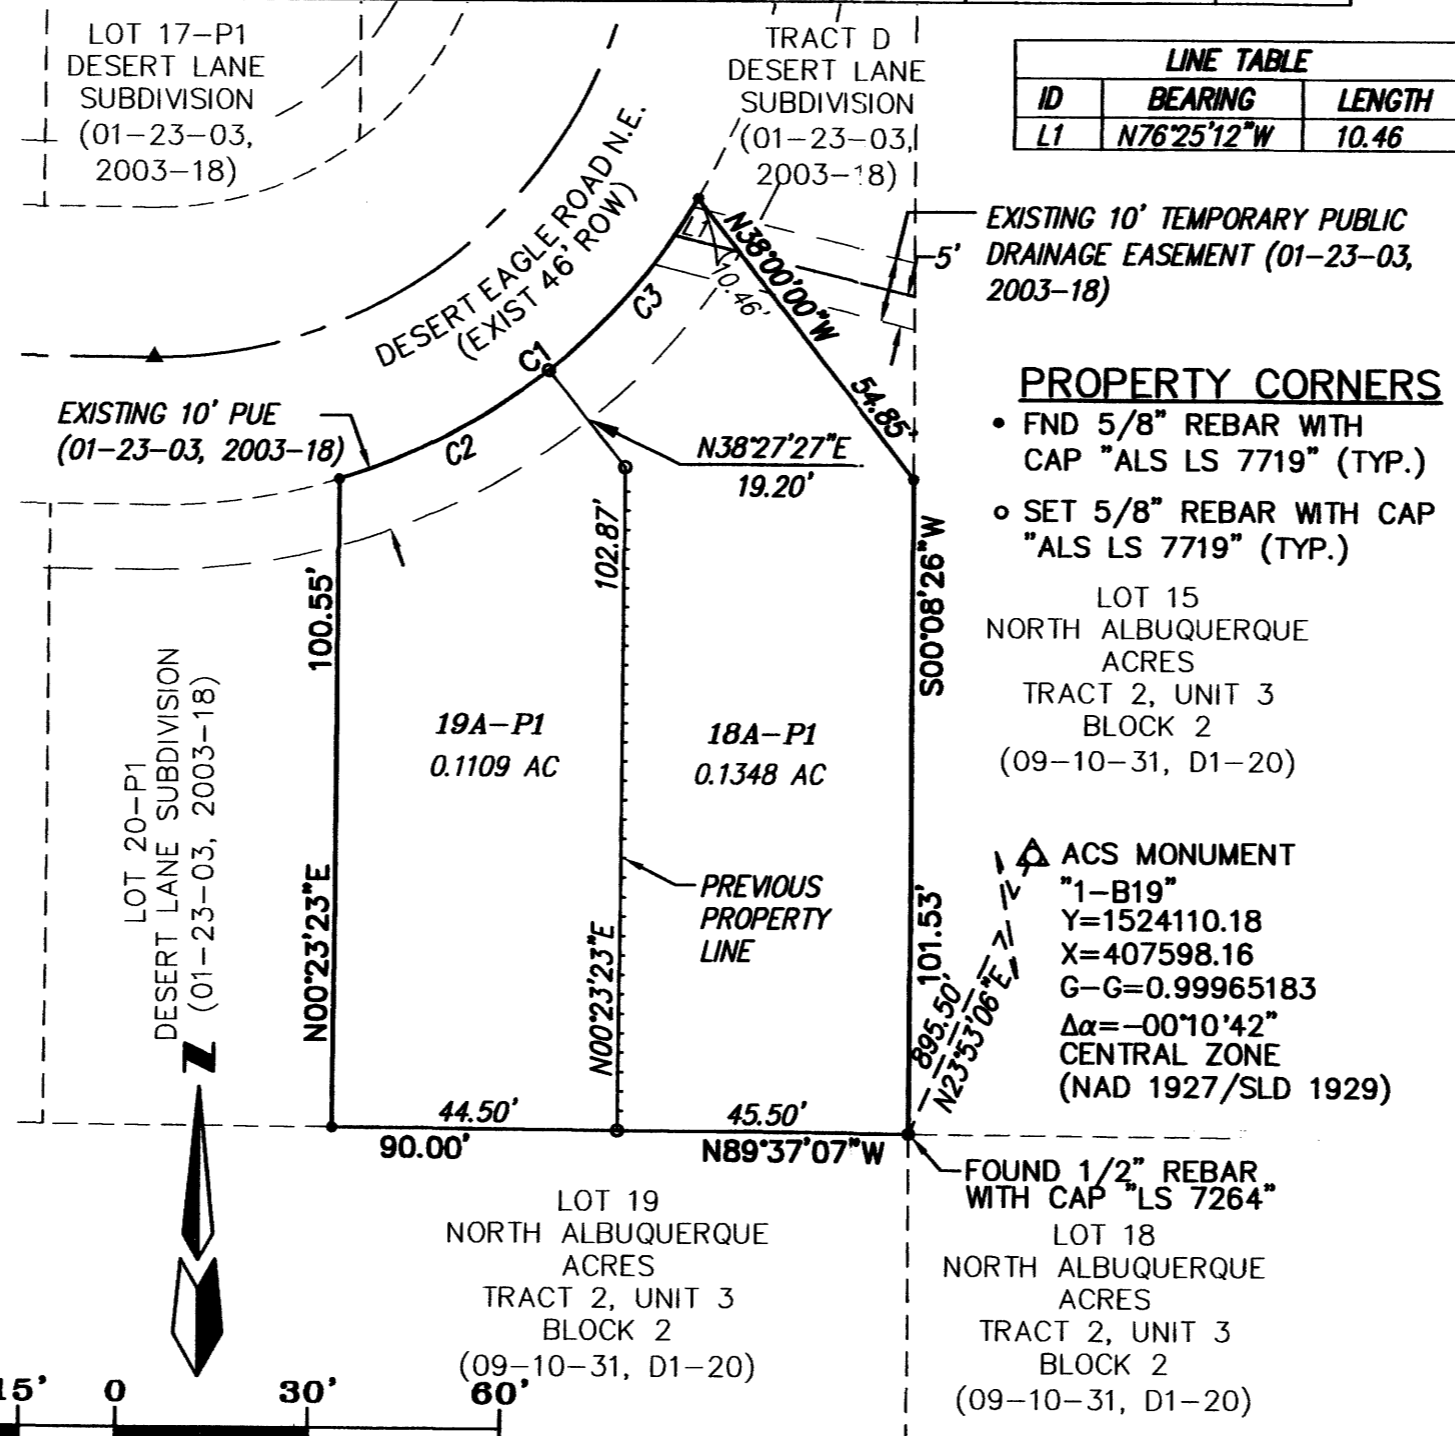 LOT 17-P1
DESERT LANE
SUBDIVISION
(01-23-03,
2003-18)
TRACT D
DESERT LANE
SUBDIVISION
(01-23-03,
2003-18)
LINE TABLE
ID BEARING LENGTH
L1 N76°25'12"W 10.46
DESERT EAGLE ROAD N.E.
(EXIST 46' ROW)
EXISTING 10' TEMPORARY PUBLIC
DRAINAGE EASEMENT (01-23-03,
2003-18)
5'
L1
10.46'
N38°00'00"W
54.85'
C1
C2
C3
EXISTING 10' PUE
(01-23-03, 2003-18)
N38°27'27"E
19.20'
PROPERTY CORNERS
• FND 5/8" REBAR WITH
CAP "ALS LS 7719" (TYP.)
o SET 5/8" REBAR WITH CAP
"ALS LS 7719" (TYP.)
100.55'
N00°23'23"E
102.87'
N00°23'23"E
S00°08'26"W
101.53'
LOT 15
NORTH ALBUQUERQUE
ACRES
TRACT 2, UNIT 3
BLOCK 2
(09-10-31, D1-20)
LOT 20-P1
DESERT LANE SUBDIVISION
(01-23-03, 2003-18)
19A-P1
0.1109 AC
18A-P1
0.1348 AC
PREVIOUS
PROPERTY
LINE
ACS MONUMENT
"1-B19"
Y=1524110.18
X=407598.16
G-G=0.99965183
Δα=-00°10'42"
CENTRAL ZONE
(NAD 1927/SLD 1929)
895.50'
N23°53'06"E
N
44.50'
45.50'
90.00'
N89°37'07"W
FOUND 1/2" REBAR
WITH CAP "LS 7264"
LOT 19
NORTH ALBUQUERQUE
ACRES
TRACT 2, UNIT 3
BLOCK 2
(09-10-31, D1-20)
LOT 18
NORTH ALBUQUERQUE
ACRES
TRACT 2, UNIT 3
BLOCK 2
(09-10-31, D1-20)
15' 0 30' 60'